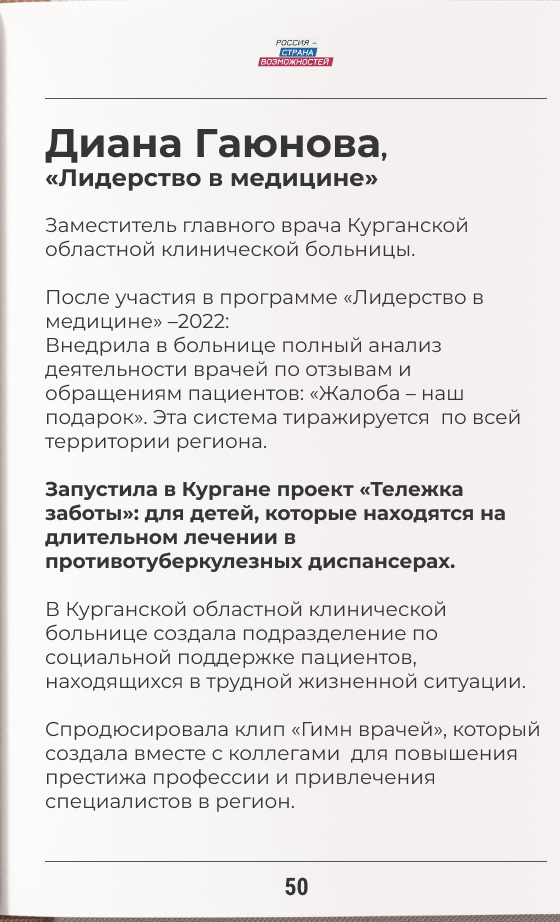 РОССИЯ –
СТРАНА
ВОЗМОЖНОСТЕЙ
Диана Гаюнова,
«Лидерство в медицине»
Заместитель главного врача Курганской
областной клинической больницы.
После участия в программе «Лидерство в
медицине» –2022:
Внедрила в больнице полный анализ
деятельности врачей по отзывам и
обращениям пациентов: «Жалоба – наш
подарок». Эта система тиражируется  по всей
территории региона.
Запустила в Кургане проект «Тележка
заботы»: для детей, которые находятся на
длительном лечении в
противотуберкулезных диспансерах.
В Курганской областной клинической
больнице создала подразделение по
социальной поддержке пациентов,
находящихся в трудной жизненной ситуации.
Спродюсировала клип «Гимн врачей», который
создала вместе с коллегами  для повышения
престижа профессии и привлечения
специалистов в регион.
50